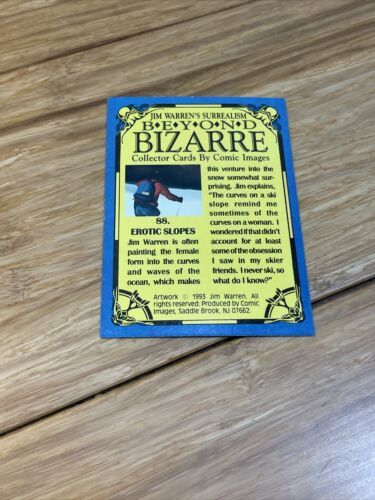 JIM WARREN'S SURREALISM
B•E•Y•O•N•D
BIZARRE
Collector Cards By Comic Images
88.
EROTIC SLOPES
Jim Warren is often
painting the female
form into the curves
and waves of the
ocean, which makes
this venture into the
snow somewhat sur-
prising. Jim explains,
"The curves on a ski
slope remind me
sometimes of the
curves on a woman. I
wondered if that didn't
account for at least
some of the obsession
I saw in my skier
friends. I never ski, so
what do I know?"
Artwork © 1993 Jim Warren. All
rights reserved. Produced by Comic
Images, Saddle Brook, NJ 07662.